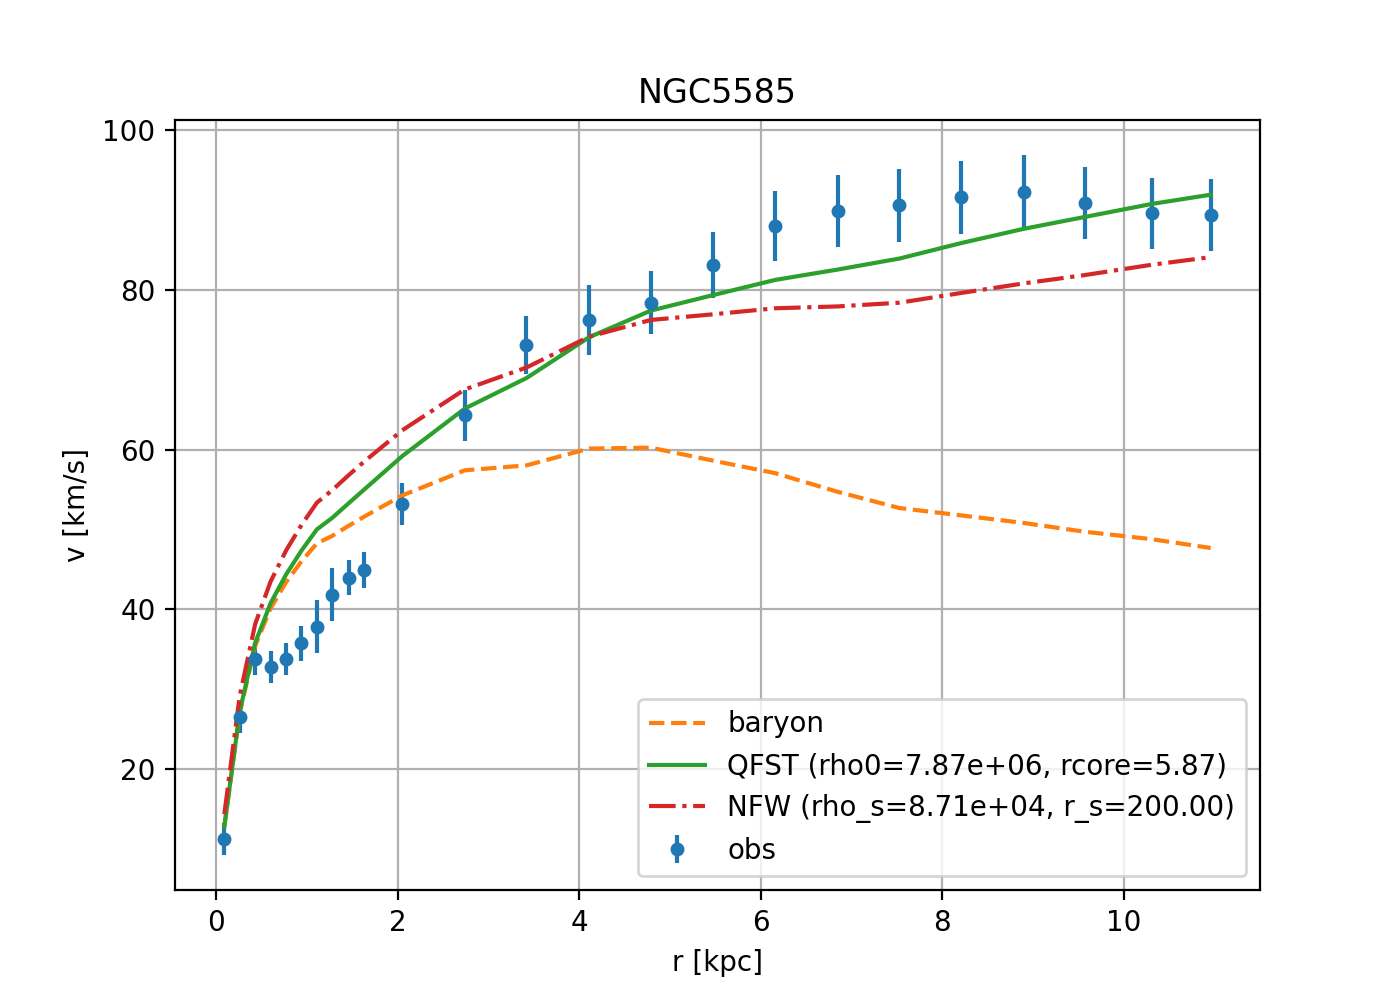 NGC5585
v [km/s]
100
80
60
40
20
baryon
QFST (rho0=7.87e+06, rcore=5.87)
NFW (rho_s=8.71e+04, r_s=200.00)
obs
0 2 4 6 8 10
r [kpc]